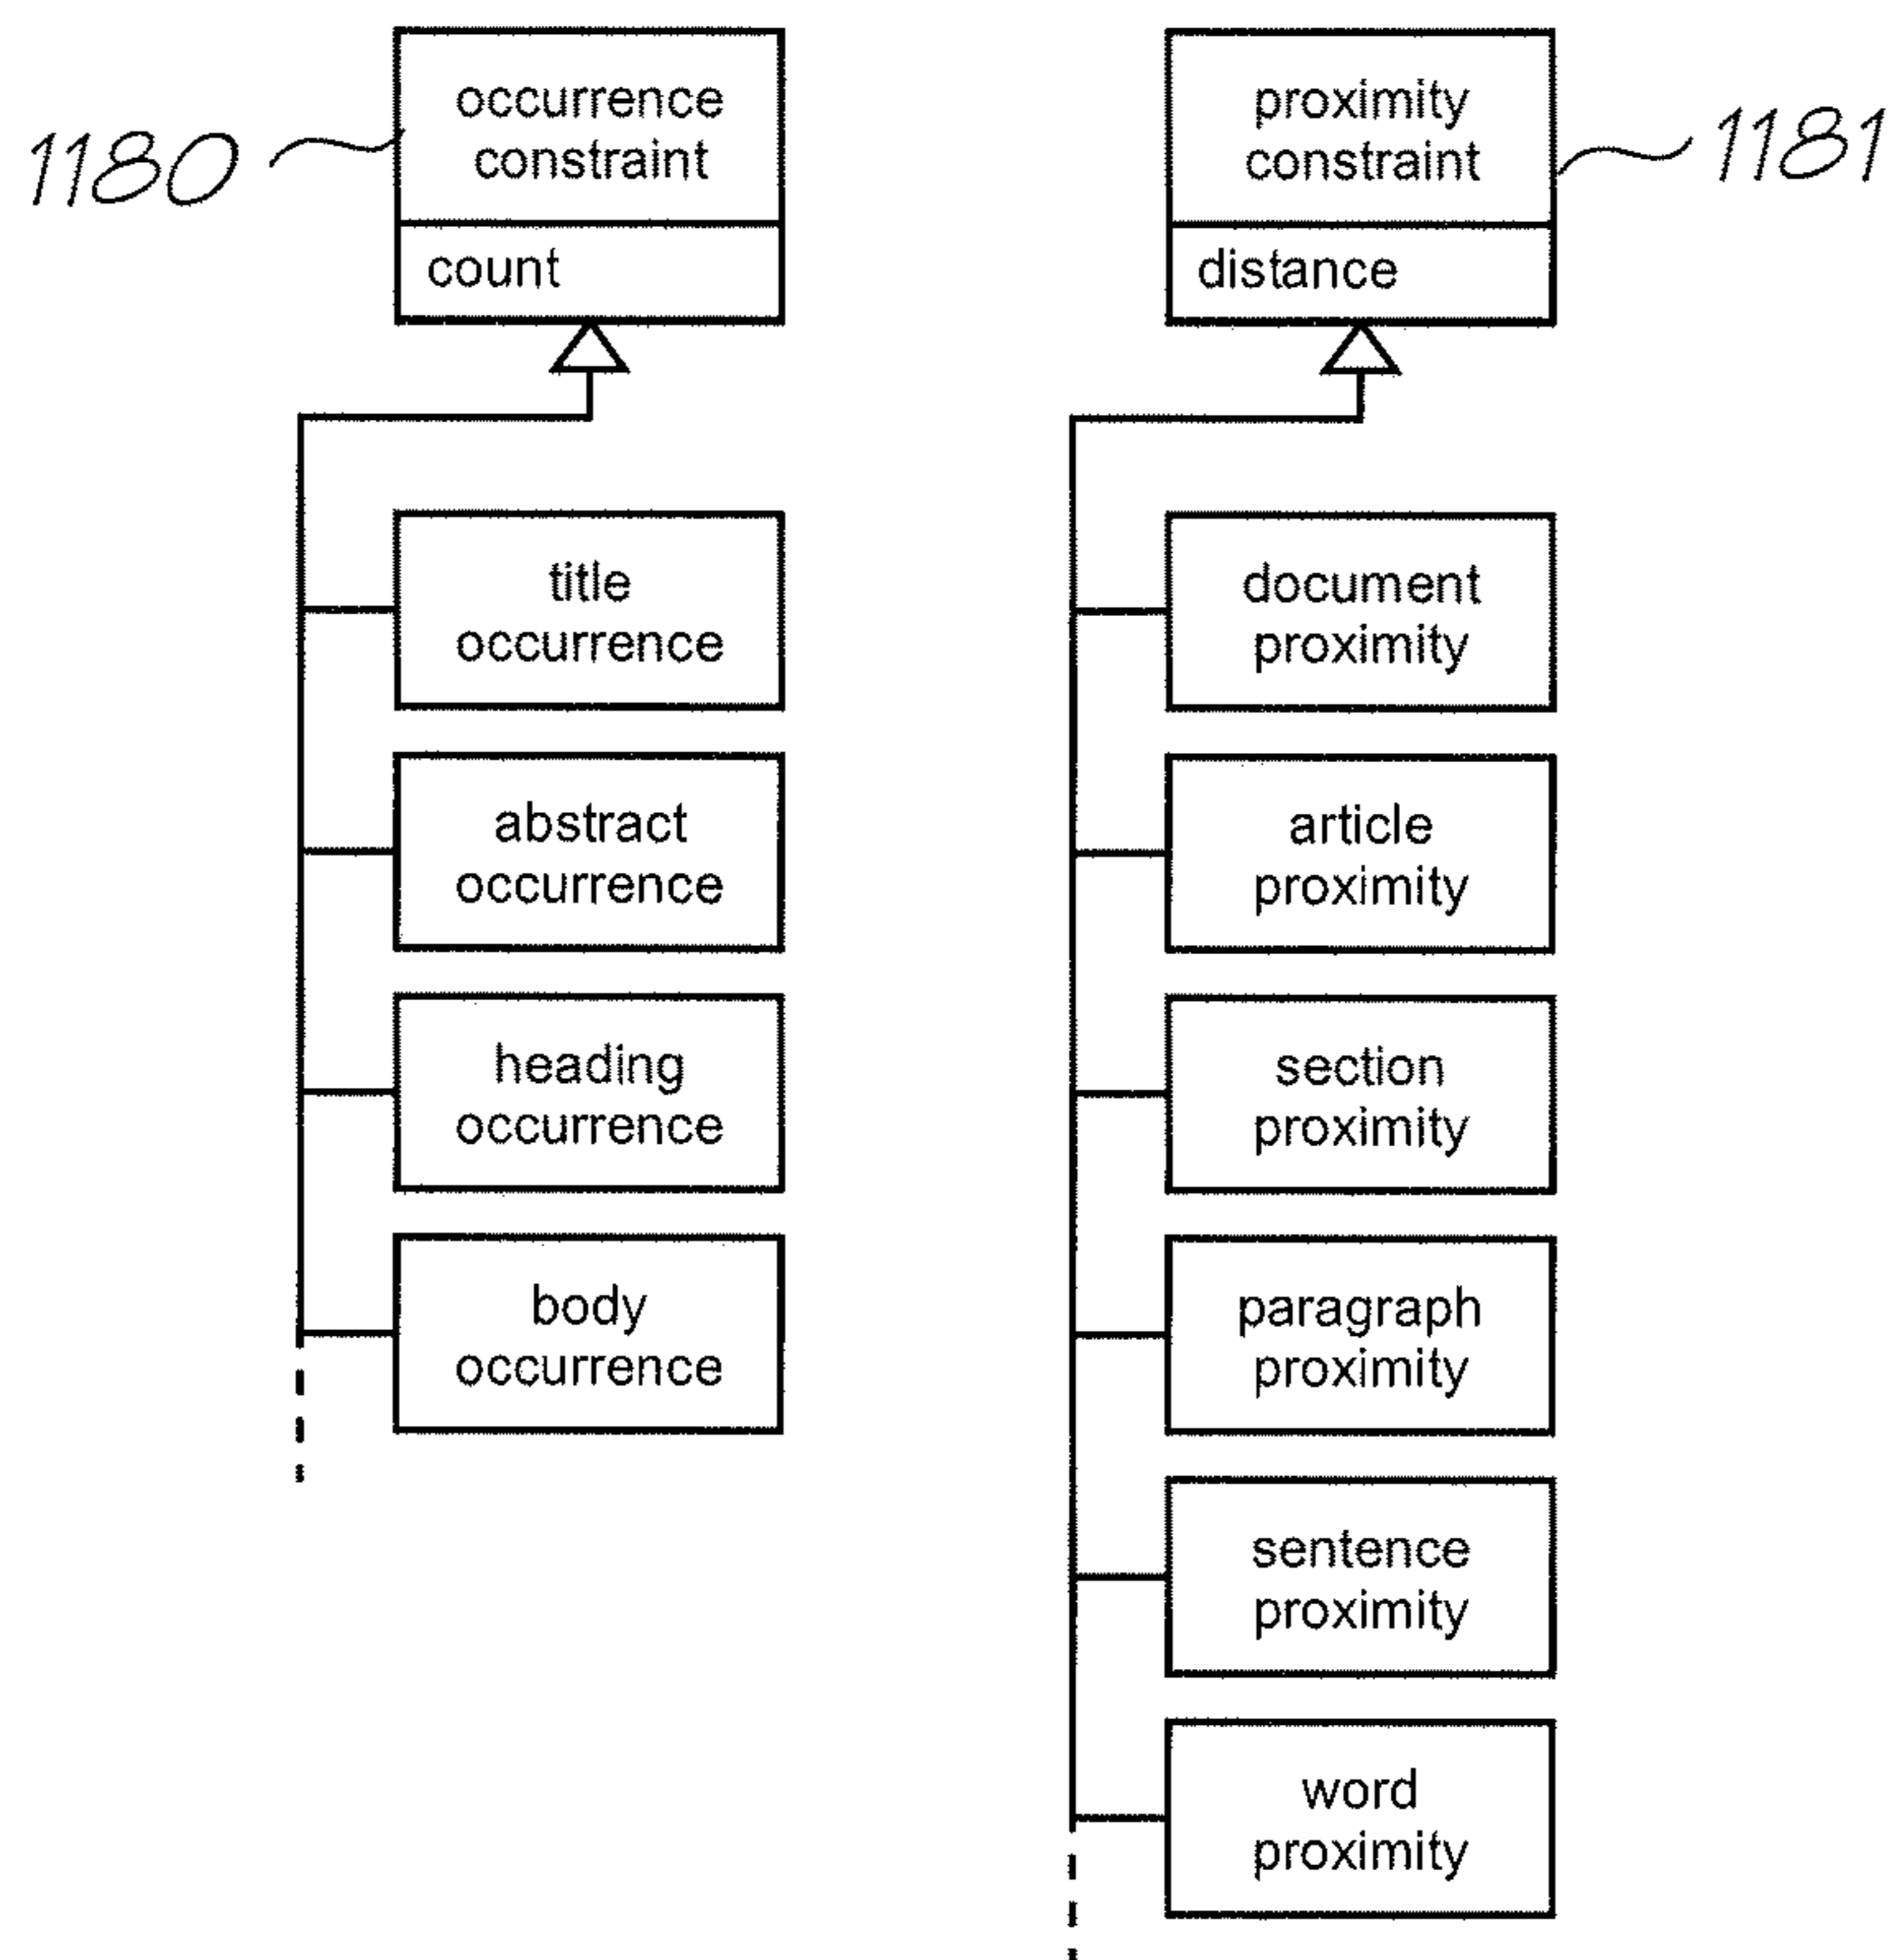 1180
occurrence
constraint
count
title
occurrence
abstract
occurrence
heading
occurrence
body
occurrence
proximity
constraint
1181
distance
document
proximity
article
proximity
section
proximity
paragraph
proximity
sentence
proximity
word
proximity